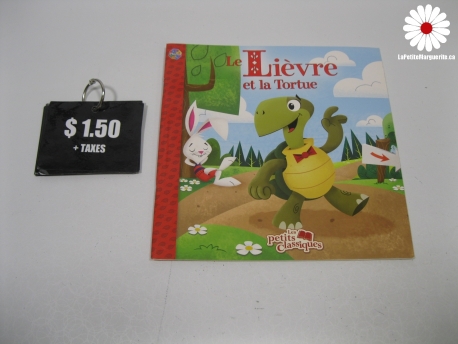 LaPetiteMarguerite.ca
Le Lièvre
et la Tortue
$ 1.50
+ TAXES
Les
petits
Classiques